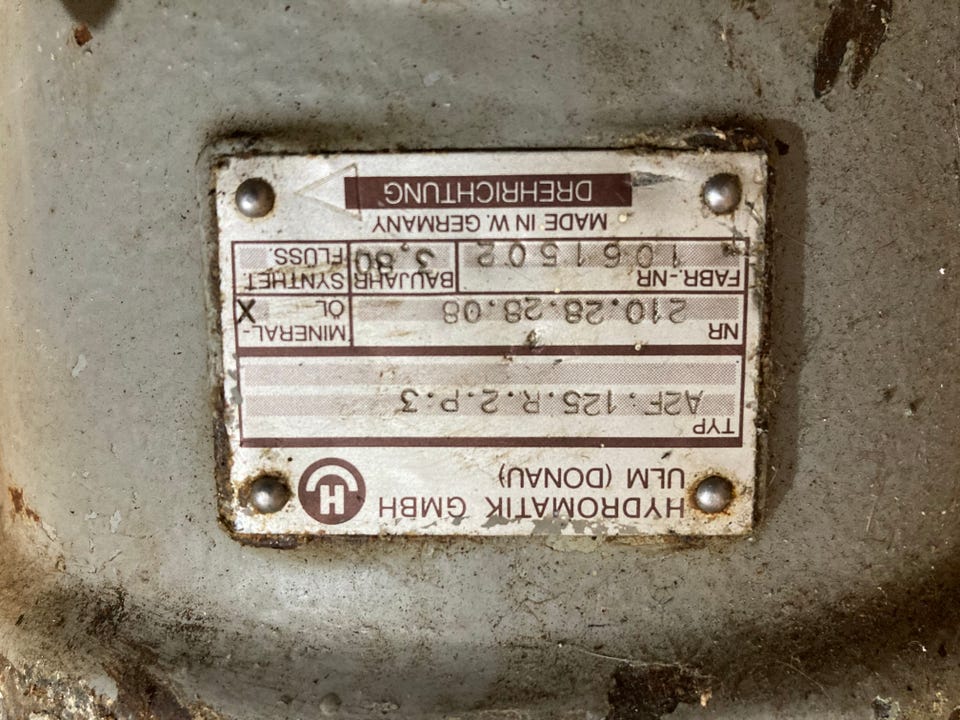 HYDROMATIK GMBH
ULM (DONAU)
H
TYP
A2F.125.R.2.P.3
NR
210.28.28.08
MINERAL-
ÖL X
FABR.-NR
1061502
BAUJAHR
3,80
SYNTHET.
FLÜSS.
MADE IN W. GERMANY
DREHRICHTUNG